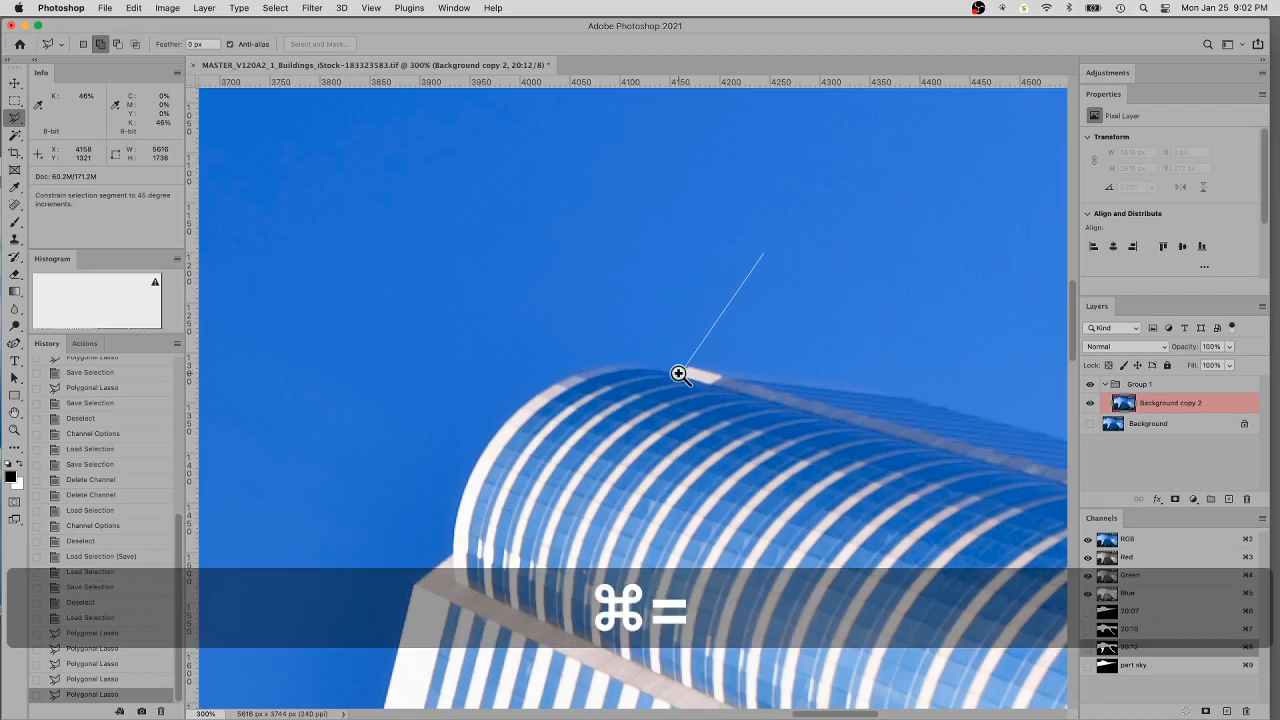 Photoshop File Edit Image Layer Type Select Filter 3D View Plugins Window Help Mon Jan 25 9:02 PM
Adobe Photoshop 2021
Feather: 0 px Anti-alias Select and Mask...
Info
K: 46%
C: 0%
M: 0%
Y: 0%
K: 46%
8-bit 8-bit
X: 4158 W: 5616
Y: 1321 H: 1736
Doc: 60.2M/171.2M
Constrain selection segment to 45 degree
increments.
Histogram
History Actions
Polygonal Lasso
Save Selection
Polygonal Lasso
Save Selection
Deselect
Channel Options
Load Selection
Save Selection
Delete Channel
Delete Channel
Load Selection
Channel Options
Deselect
Load Selection (Save)
Load Selection
Save Selection
Deselect
Load Selection
Polygonal Lasso
Polygonal Lasso
Polygonal Lasso
Polygonal Lasso
Polygonal Lasso
MASTER_V120A2_1_Buildings_iStock-183323583.tif @ 300% (Background copy 2, 20:12/8) *
3700 3750 3800 3850 3900 3950 4000 4050 4100 4150 4200 4250 4300 4350 4400 4450 4500
⌘=
300% 5616 px x 3744 px (240 ppi)
Adjustments
Properties
Pixel Layer
Transform
W 5616 px X 0 px
Align and Distribute
Align:
Layers
Kind
Normal Opacity: 100%
Lock: Fill: 100%
Group 1
Background copy 2
Background
Channels
RGB ⌘2
Red ⌘3
Green ⌘4
Blue ⌘5
20:07 ⌘6
20:10 ⌘7
20:12 ⌘8
part sky ⌘9